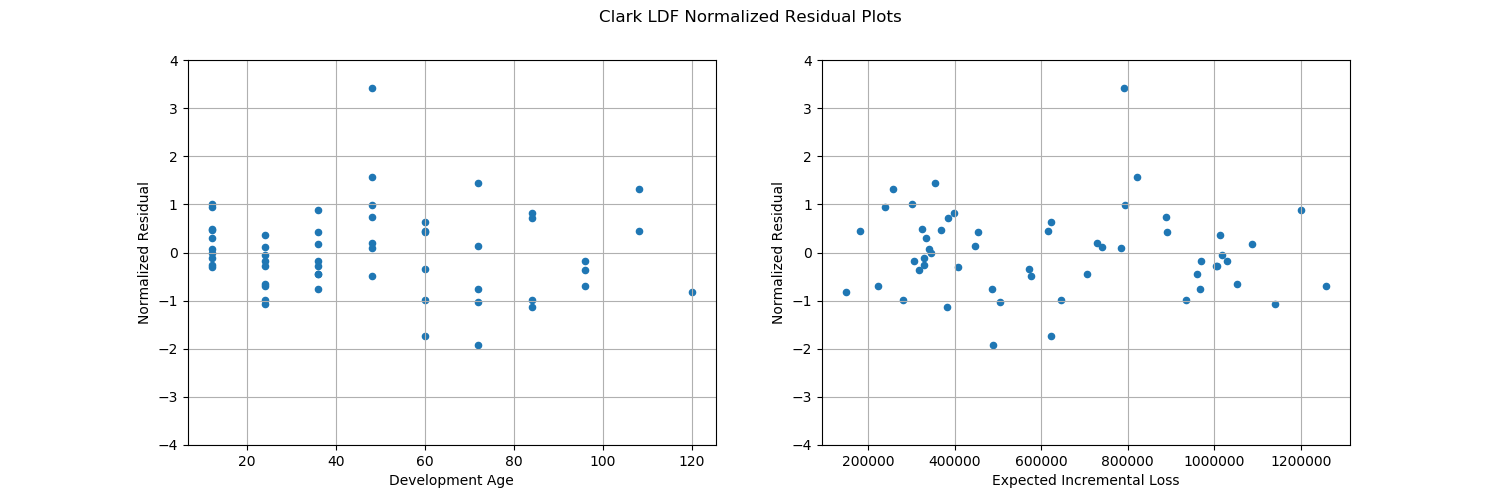 Clark LDF Normalized Residual Plots
4
3
2
1
0
−1
−2
−3
−4
Normalized Residual
20 40 60 80 100 120
Development Age
4
3
2
1
0
−1
−2
−3
−4
Normalized Residual
200000 400000 600000 800000 1000000 1200000
Expected Incremental Loss